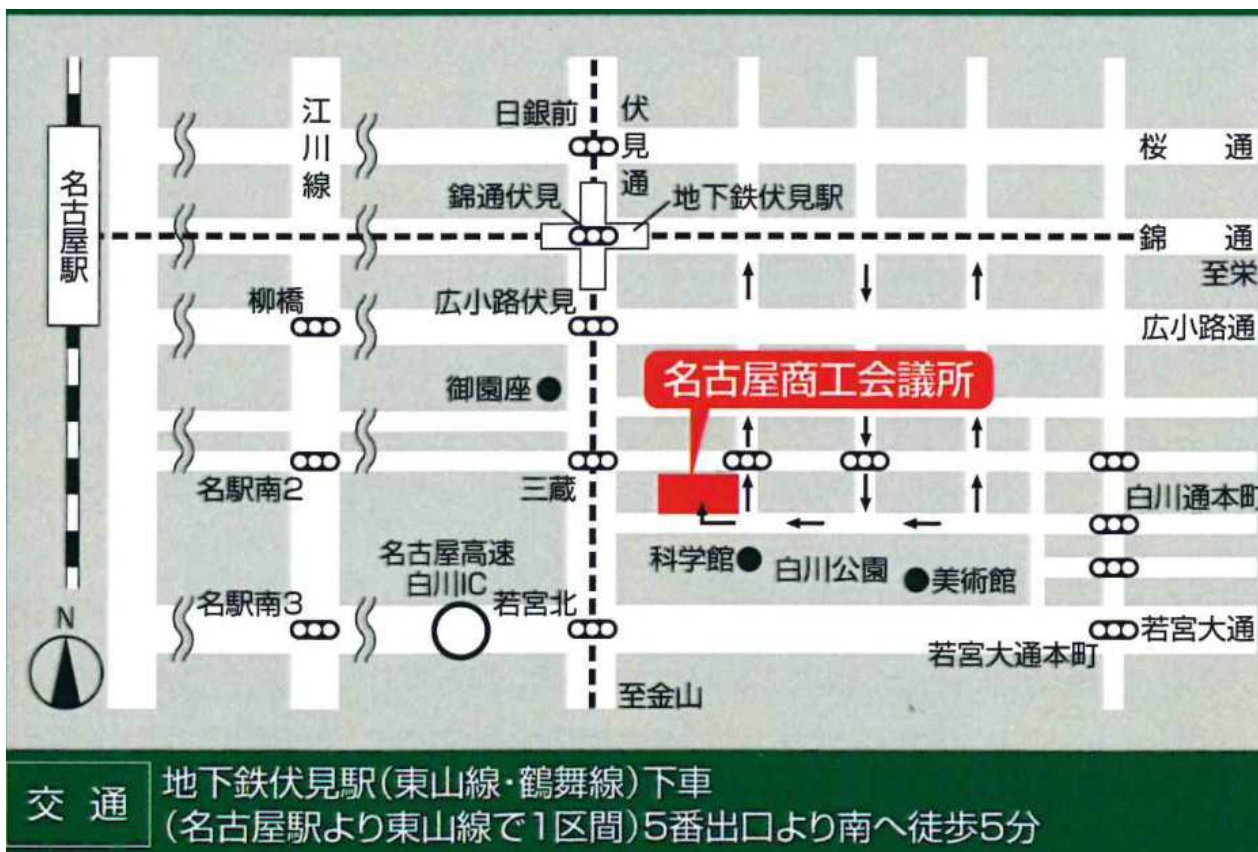 日銀前
伏見通
江川線
桜 通
名古屋駅
錦通伏見
地下鉄伏見駅
錦 通
至栄
柳橋
広小路伏見
広小路通
御園座
名古屋商工会議所
名駅南2
三蔵
白川通本町
名古屋高速
白川IC
科学館
白川公園
美術館
N
名駅南3
若宮北
若宮大通
若宮大通本町
至金山
交 通
地下鉄伏見駅(東山線・鶴舞線)下車
(名古屋駅より東山線で1区間)5番出口より南へ徒歩5分